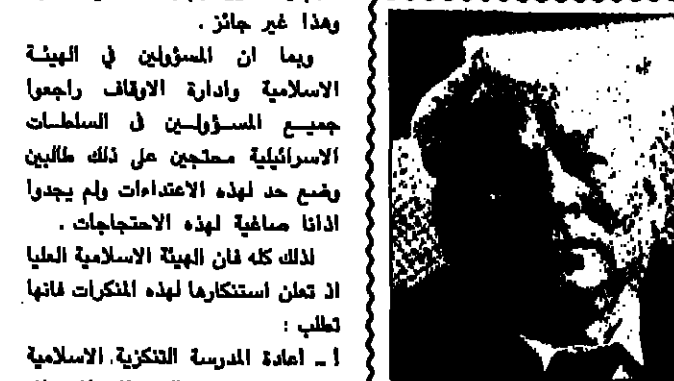 وهذا غير جائز .
وبما ان المسؤولين في الهيئة
الاسلامية وادارة الاوقاف راجعوا
جميع المسؤولين في السلطات
الاسرائيلية محتجين على ذلك طالبين
وضع حد لهذه الاعتداءات ولم يجدوا
اذانا صاغية لهذه الاحتجاجات .
لذلك كله فان الهيئة الاسلامية العليا
اذ تعلن استنكارها لهذه المنكرات فانها
تطلب :
أ _ اعادة المدرسة التنكزية الاسلامية